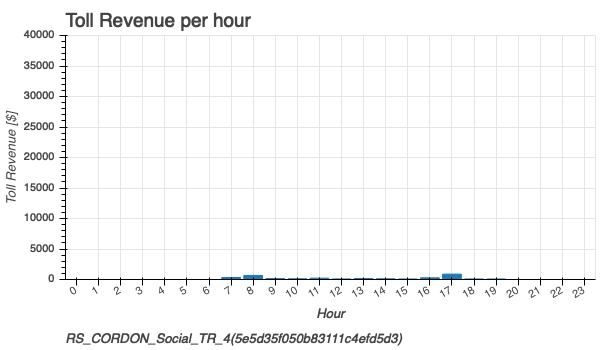 Toll Revenue per hour
40000
35000
30000
25000
20000
15000
10000
5000
0
Toll Revenue [$]
0 1 2 3 4 5 6 7 8 9 10 11 12 13 14 15 16 17 18 19 20 21 22 23
Hour
RS_CORDON_Social_TR_4(5e5d35f050b83111c4efd5d3)